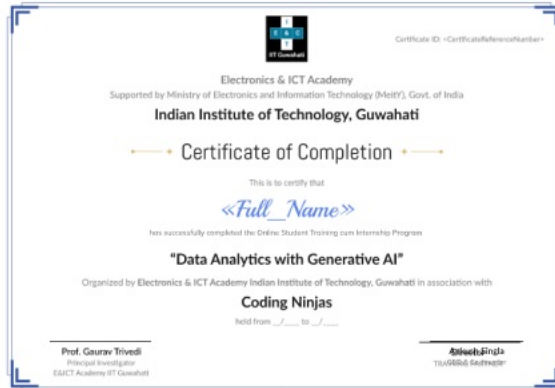 I
E & C
T
IIT Guwahati
Certificate ID: <CertificateReferenceNumber>
Electronics & ICT Academy
Supported by Ministry of Electronics and Information Technology (MeitY), Govt. of India
Indian Institute of Technology, Guwahati
Certificate of Completion
This is to certify that
«Full_Name»
has successfully completed the Online Student Training cum Internship Program
"Data Analytics with Generative AI"
Organized by Electronics & ICT Academy Indian Institute of Technology, Guwahati in association with
Coding Ninjas
held from __/___ to __/___
Prof. Gaurav Trivedi
Principal Investigator
E&ICT Academy IIT Guwahati
Singla